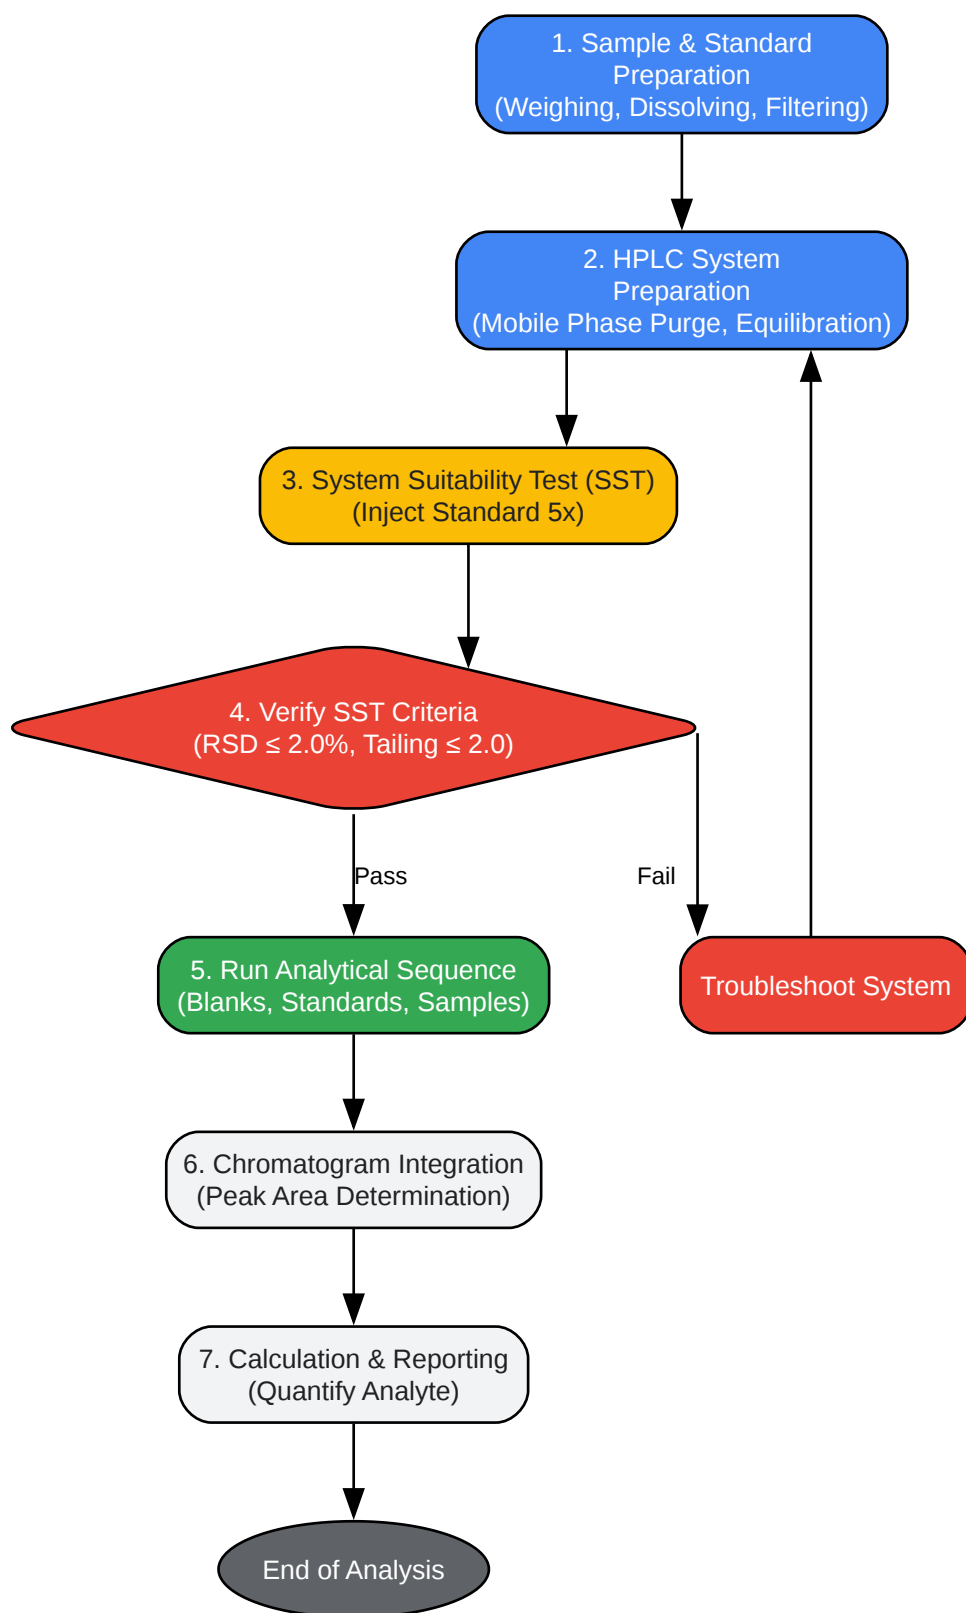 1. Sample & Standard
Preparation
(Weighing, Dissolving, Filtering)
2. HPLC System
Preparation
(Mobile Phase Purge, Equilibration)
3. System Suitability Test (SST)
(Inject Standard 5x)
4. Verify SST Criteria
(RSD ≤ 2.0%, Tailing ≤ 2.0)
Pass
Fail
5. Run Analytical Sequence
(Blanks, Standards, Samples)
Troubleshoot System
6. Chromatogram Integration
(Peak Area Determination)
7. Calculation & Reporting
(Quantify Analyte)
End of Analysis